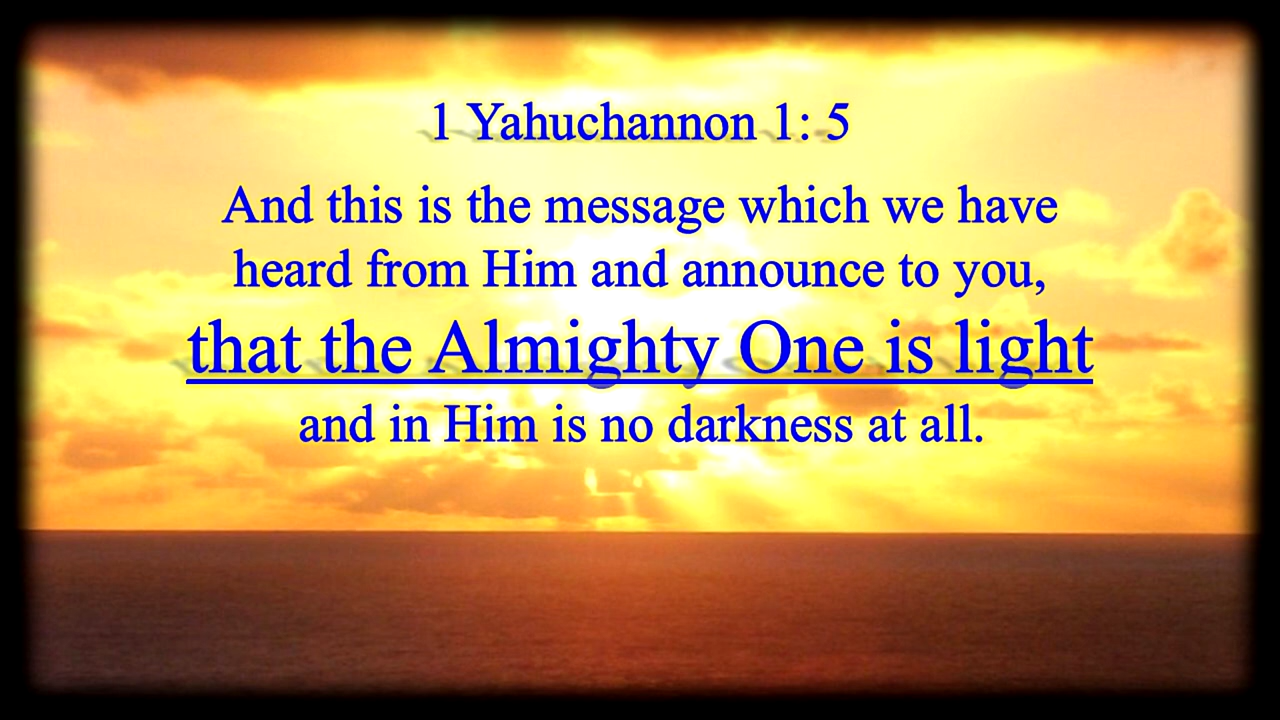 1 Yahuchannon 1: 5
And this is the message which we have
heard from Him and announce to you,
that the Almighty One is light
and in Him is no darkness at all.